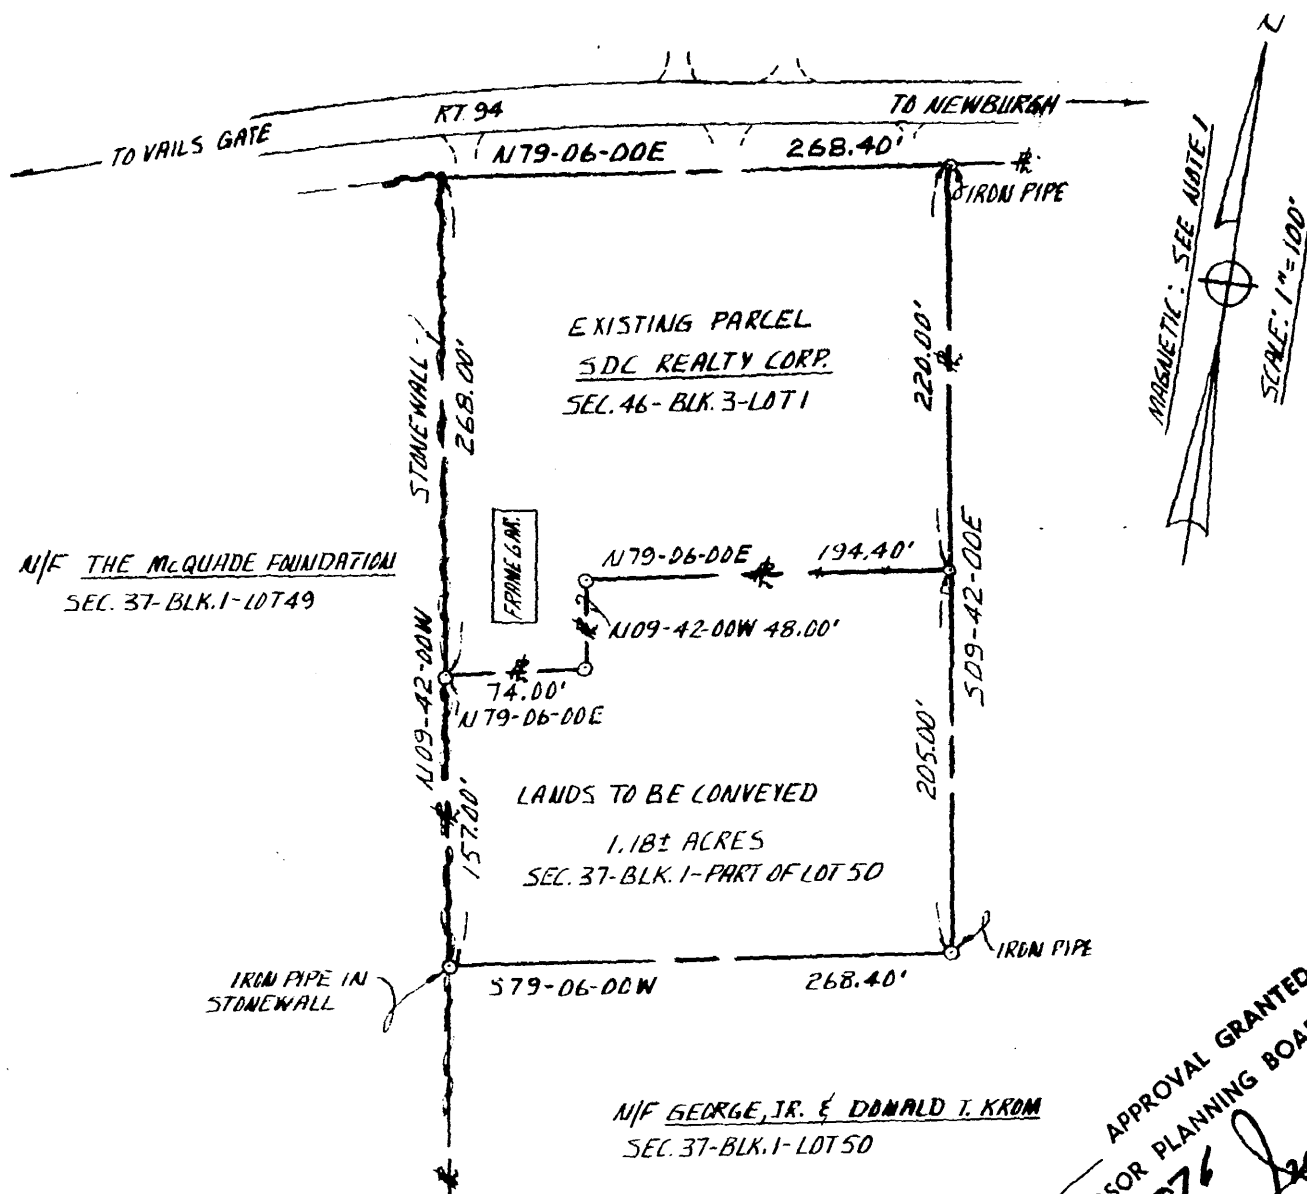 RT. 94
TO NEWBURGH
TO VAILS GATE
N79-06-00E 268.40'
IRON PIPE
MAGNETIC: SEE NOTE 1
SCALE: 1"=100'
EXISTING PARCEL
SDC REALTY CORP.
SEC. 46- BLK. 3-LOT 1
STONEWALL
268.00'
220.00'
FRAME GAR.
N79-06-00E 194.40'
N09-42-00W 48.00'
N/F THE McQUADE FOUNDATION
SEC. 37- BLK. 1- LOT 49
N09-42-00W
S09-42-00E
74.00'
N79-06-00E
157.00'
205.00'
LANDS TO BE CONVEYED
1.18± ACRES
SEC. 37-BLK. 1-PART OF LOT 50
IRON PIPE IN
STONEWALL
S79-06-00W 268.40'
IRON PIPE
N/F GEORGE, JR. & DONALD T. KROM
SEC. 37-BLK. 1- LOT 50
APPROVAL GRANTED
PLANNING